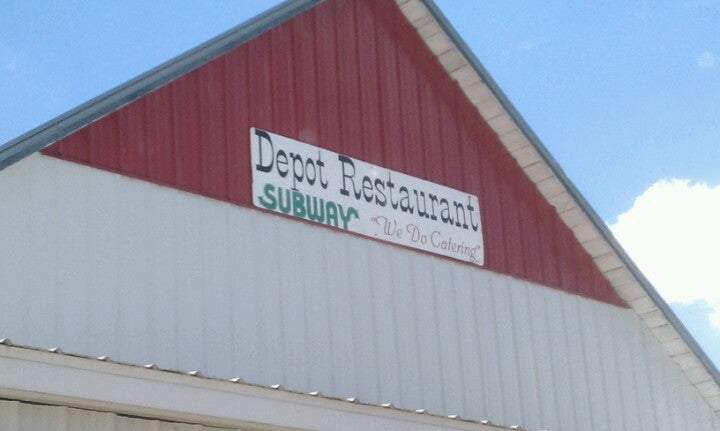 Depot Restaurant
SUBWAY "We Do Catering"